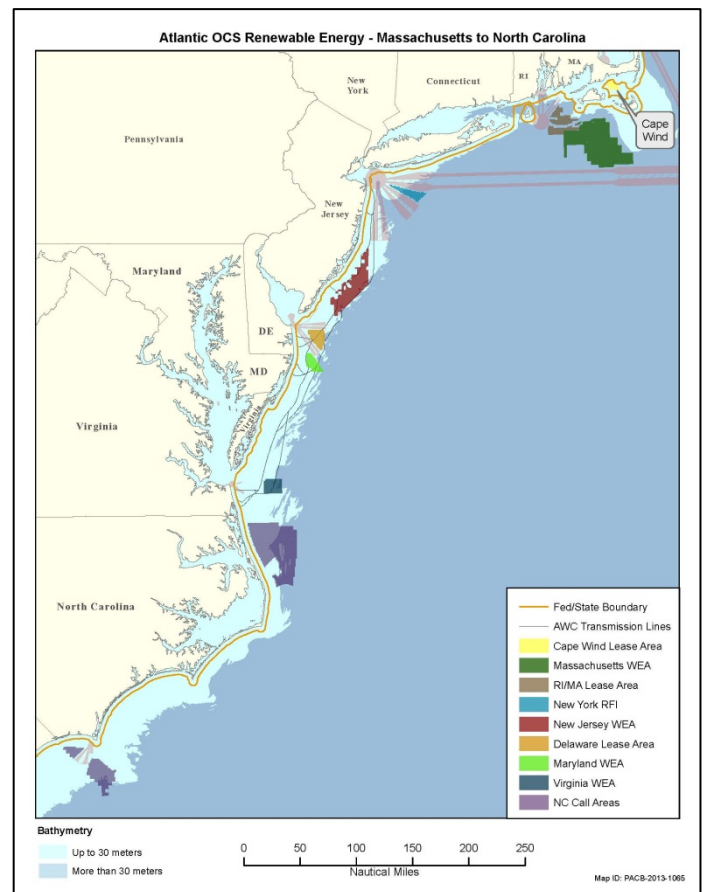 Atlantic OCS Renewable Energy - Massachusetts to North Carolina
New
York
Connecticut
RI
MA
Cape
Wind
Pennsylvania
New
Jersey
Maryland
DE
MD
Virginia
Virginia
North Carolina
Fed/State Boundary
AWC Transmission Lines
Cape Wind Lease Area
Massachusetts WEA
RI/MA Lease Area
New York RFI
New Jersey WEA
Delaware Lease Area
Maryland WEA
Virginia WEA
NC Call Areas
Bathymetry
Up to 30 meters
More than 30 meters
0 50 100 150 200 250
Nautical Miles
Map ID: PACB-2013-1065